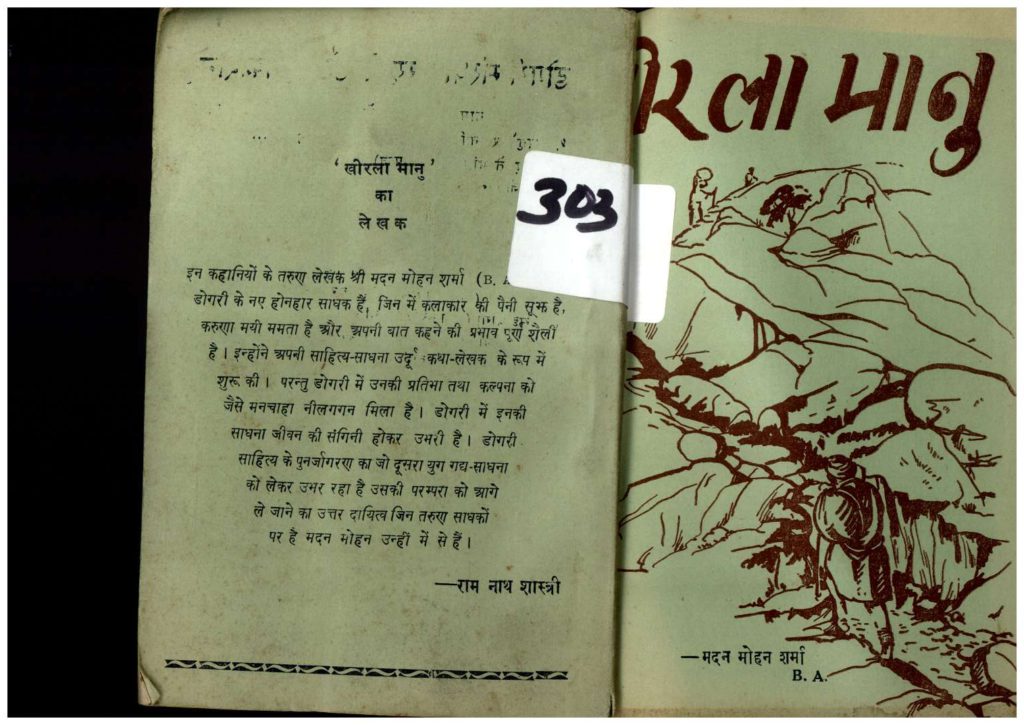 ' खीरला मानु '
का
लेखक
इन कहानियों के तरुण लेखक श्री मदन मोहन शर्मा (B.
डोगरी के नए होनहार साधक हैं, जिन में कलाकार की पैनी सूझ है,
करुणा मयी ममता है और अपनी बात कहने की प्रभाव पूर्ण शैली
है । इन्होंने अपनी साहित्य-साधना उर्दू कथा-लेखक के रूप में
शुरू की । परन्तु डोगरी में उनकी प्रतिभा तथा कल्पना को
जैसे मनचाहा नीलगगन मिला है । डोगरी में इनकी
साधना जीवन की संगिनी होकर उभरी है । डोगरी
साहित्य के पुनर्जागरण का जो दूसरा युग गद्य-साधना
को लेकर उभर रहा है उसकी परम्परा को आगे
ले जाने का उत्तर दायित्व जिन तरुण साधकों
पर है मदन मोहन उन्हीं में से हैं ।
—राम नाथ शास्त्री
303
ीरला मानु
—मदन मोहन शर्मा
B. A.